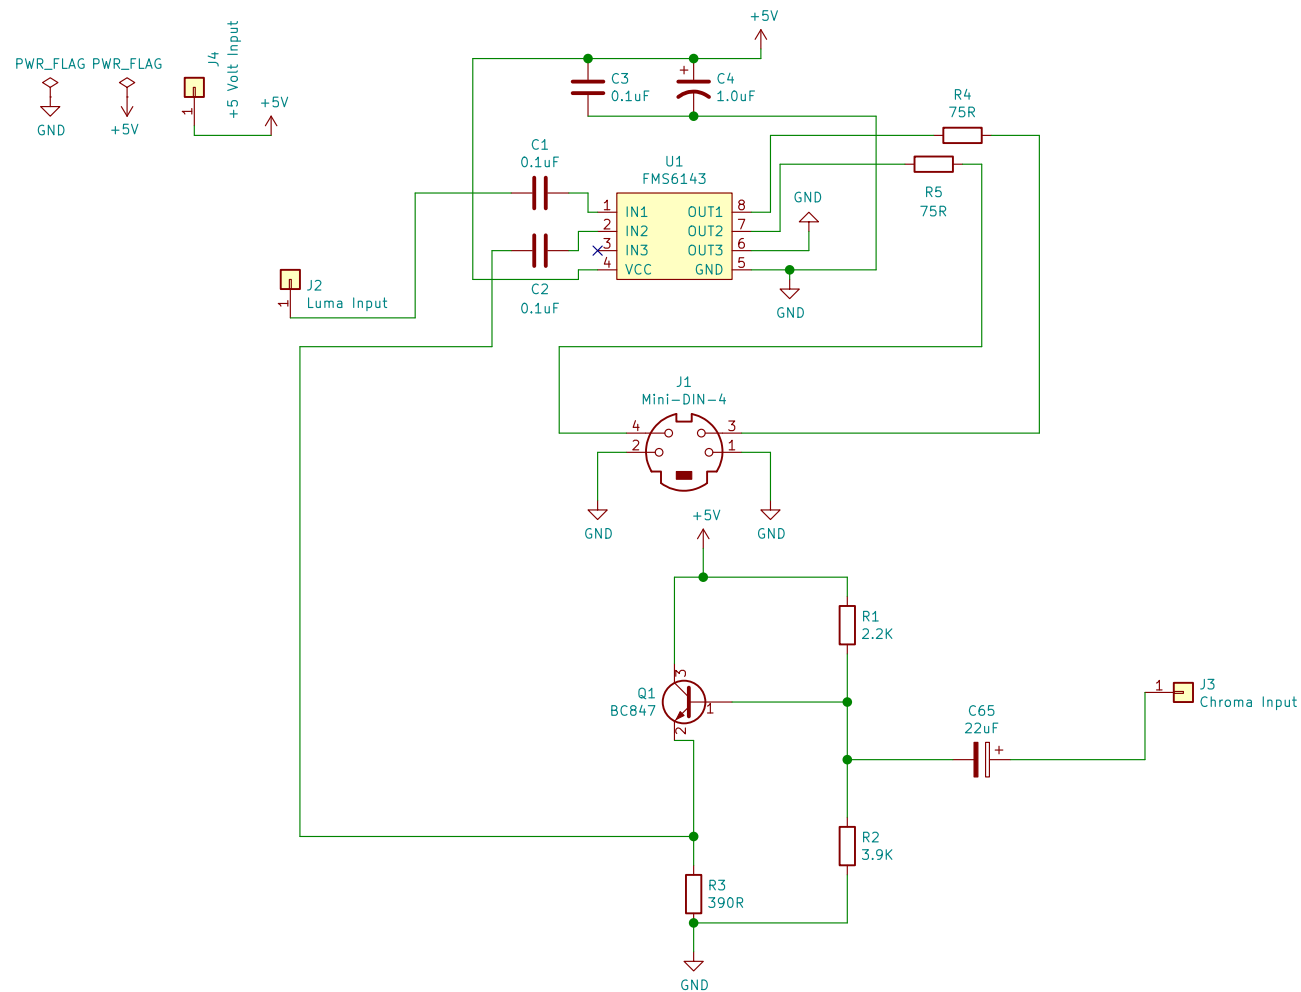 +5V
PWR_FLAG
PWR_FLAG
GND
+5V
J4
+5 Volt Input
1
+5V
C3
0.1uF
+
C4
1.0uF
R4
75R
R5
75R
C1
0.1uF
C2
0.1uF
U1
FMS6143
1 IN1 OUT1 8
2 IN2 OUT2 7
3 IN3 OUT3 6
4 VCC GND 5
GND
GND
J2
Luma Input
1
J1
Mini-DIN-4
4 3
2 1
GND
GND
+5V
R1
2.2K
Q1
BC847
3
1
2
J3
Chroma Input
1
C65
22uF
+
R2
3.9K
R3
390R
GND